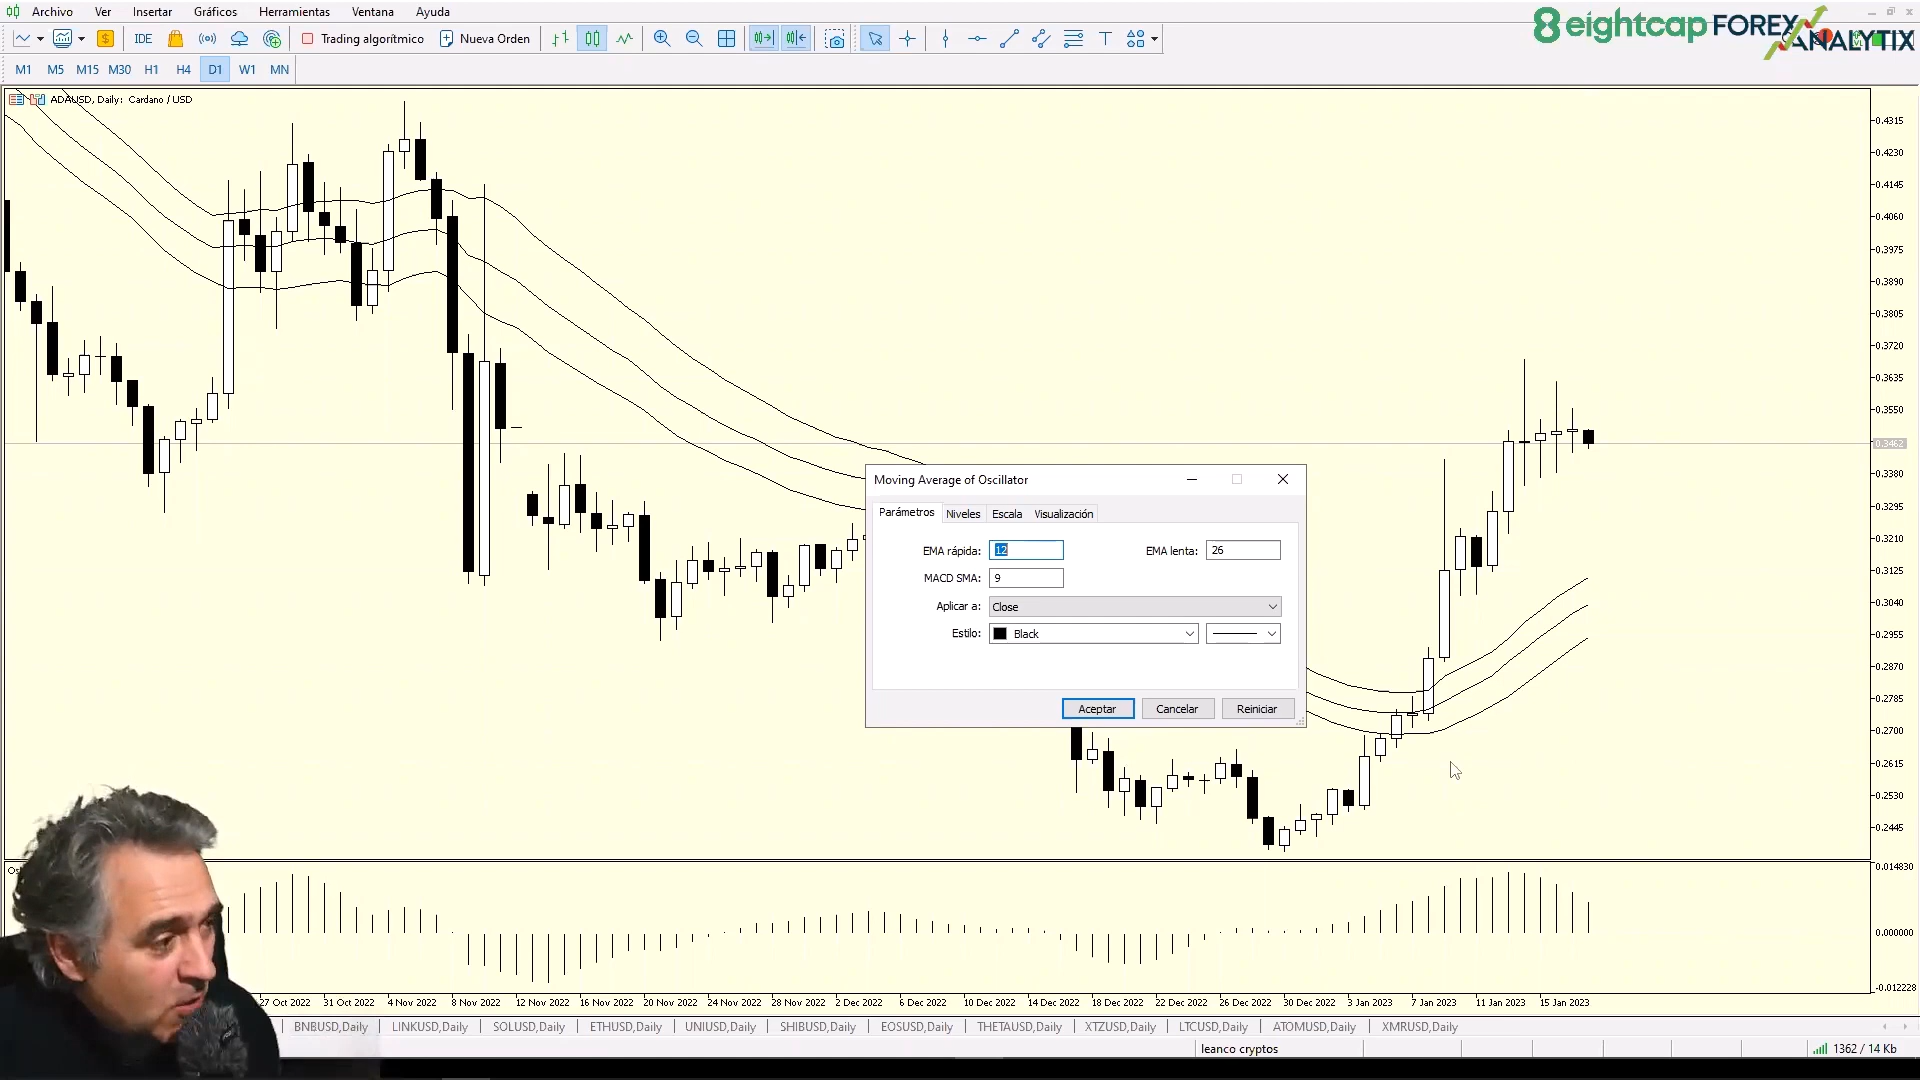 Archivo Ver Insertar Gráficos Herramientas Ventana Ayuda
eightcap FOREX ANALYTIX
IDE Trading algorítmico Nueva Orden
M1 M5 M15 M30 H1 H4 D1 W1 MN
ADAUSD, Daily: Cardano / USD
0.4315
0.4230
0.4145
0.4060
0.3975
0.3890
0.3805
0.3720
0.3635
0.3550
0.3462
0.3380
0.3295
0.3210
0.3125
0.3040
0.2955
0.2870
0.2785
0.2700
0.2615
0.2530
0.2445
Moving Average of Oscillator
Parámetros Niveles Escala Visualización
EMA rápida: 12 EMA lenta: 26
MACD SMA: 9
Aplicar a: Close
Estilo: Black
Aceptar Cancelar Reiniciar
0.014830
0.000000
-0.012228
27 Oct 2022 31 Oct 2022 4 Nov 2022 8 Nov 2022 12 Nov 2022 16 Nov 2022 20 Nov 2022 24 Nov 2022 28 Nov 2022 2 Dec 2022 6 Dec 2022 10 Dec 2022 14 Dec 2022 18 Dec 2022 22 Dec 2022 26 Dec 2022 30 Dec 2022 3 Jan 2023 7 Jan 2023 11 Jan 2023 15 Jan 2023
BNBUSD,Daily LINKUSD,Daily SOLUSD,Daily ETHUSD,Daily UNIUSD,Daily SHIBUSD,Daily EOSUSD,Daily THETAUSD,Daily XTZUSD,Daily LTCUSD,Daily ATOMUSD,Daily XMRUSD,Daily
leanco cryptos 1362 / 14 Kb